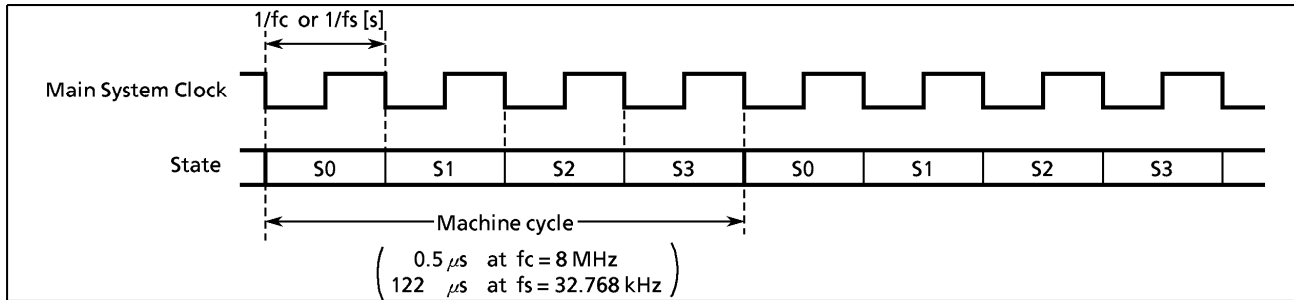 1/fc or 1/fs [s]
Main System Clock
State S0 S1 S2 S3 S0 S1 S2 S3
Machine cycle
0.5 μs at fc = 8 MHz
122 μs at fs = 32.768 kHz